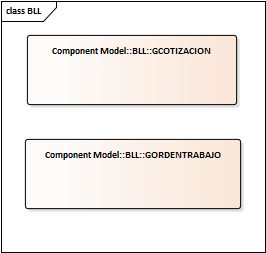 class BLL
Component Model::BLL::GCOTIZACION
Component Model::BLL::GORDENTRABAJO